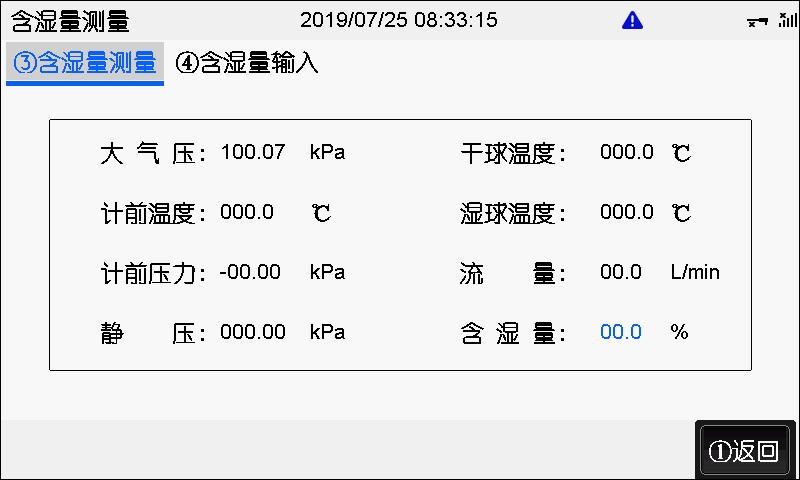 含湿量测量 2019/07/25 08:33:15
③含湿量测量 ④含湿量输入
大气压: 100.07 kPa 干球温度: 000.0 ℃
计前温度: 000.0 ℃ 湿球温度: 000.0 ℃
计前压力: -00.00 kPa 流量: 00.0 L/min
静压: 000.00 kPa 含湿量: 00.0 %
①返回